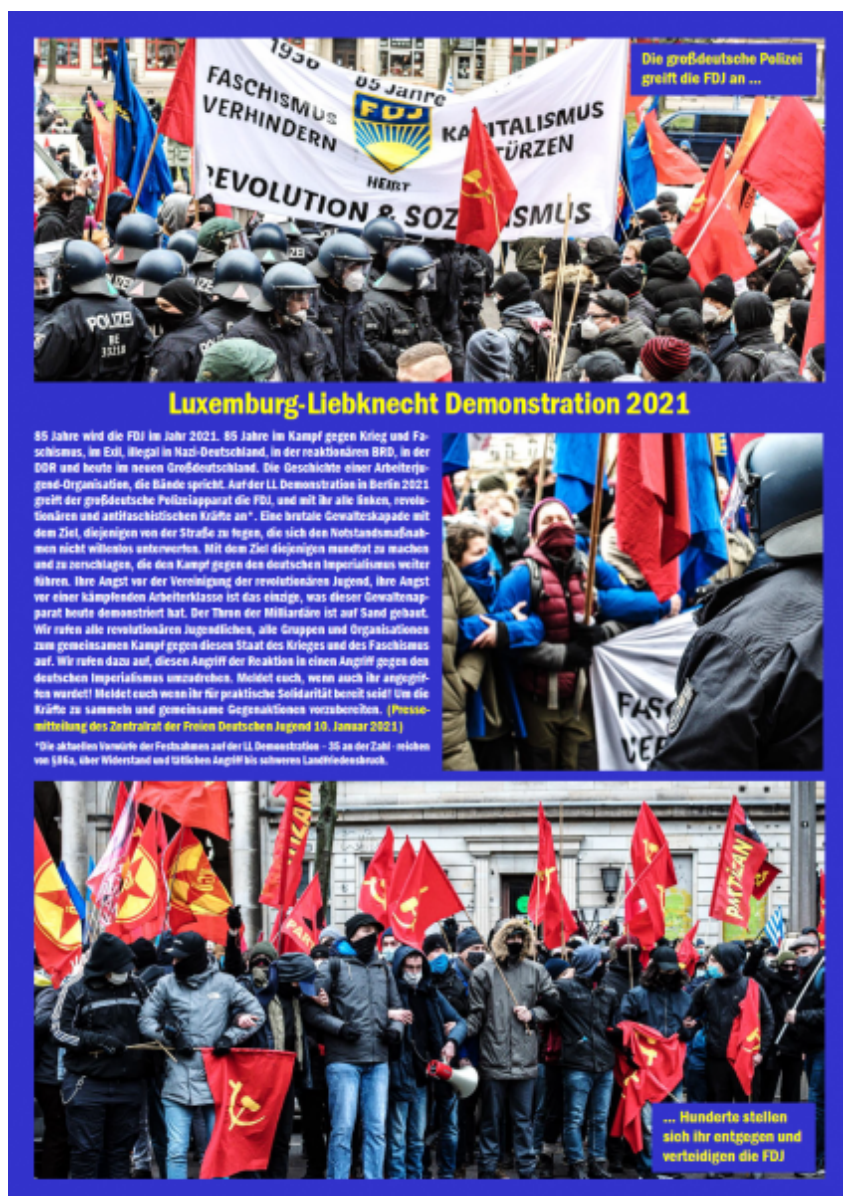 Die großdeutsche Polizei
greift die FDJ an ...
1936
85 Jahre
FASCHISMUS
VERHINDERN
FDJ
KAPITALISMUS
STÜRZEN
HEIßT
REVOLUTION & SOZIALISMUS
POLIZEI
BE
Luxemburg-Liebknecht Demonstration 2021
85 Jahre wird die FDJ im Jahr 2021. 85 Jahre im Kampf gegen Krieg und Fa-
schismus, im Exil, illegal in Nazi-Deutschland, in der reaktionären BRD, in der
DDR und heute im neuen Großdeutschland. Die Geschichte einer Arbeiterju-
gend-Organisation, die Bände spricht. Auf der LL Demonstration in Berlin 2021
greift der großdeutsche Polizeiapparat die FDJ, und mit ihr alle linken, revolu-
tionären und antifaschistischen Kräfte an*. Eine brutale Gewalteskapade mit
dem Ziel, diejenigen von der Straße zu fegen, die sich den Notstandsmaßnah-
men nicht willenlos unterwerfen. Mit dem Ziel diejenigen mundtot zu machen
und zu zerschlagen, die den Kampf gegen den deutschen Imperialismus weiter
führen. Ihre Angst vor der Vereinigung der revolutionären Jugend, ihre Angst
vor einer kämpfenden Arbeiterklasse ist das einzige, was dieser Gewaltenap-
parat heute demonstriert hat. Der Thron der Milliardäre ist auf Sand gebaut.
Wir rufen alle revolutionären Jugendlichen, alle Gruppen und Organisationen
zum gemeinsamen Kampf gegen diesen Staat des Krieges und des Faschismus
auf. Wir rufen dazu auf, diesen Angriff der Reaktion in einen Angriff gegen den
deutschen Imperialismus umzudrehen. Meldet euch, wenn auch ihr angegrif-
fen wurdet! Meldet euch wenn ihr für praktische Solidarität bereit seid! Um die
Kräfte zu sammeln und gemeinsame Gegenaktionen vorzubereiten. (Presse-
mitteilung des Zentralrat der Freien Deutschen Jugend 10. Januar 2021)
*Die aktuellen Vorwürfe der Festnahmen auf der LL Demonstration - 35 an der Zahl - reichen
von §86a, über Widerstand und tätlichen Angriff bis schweren Landfriedensbruch.
PARTIZAN
... Hunderte stellen
sich ihr entgegen und
verteidigen die FDJ